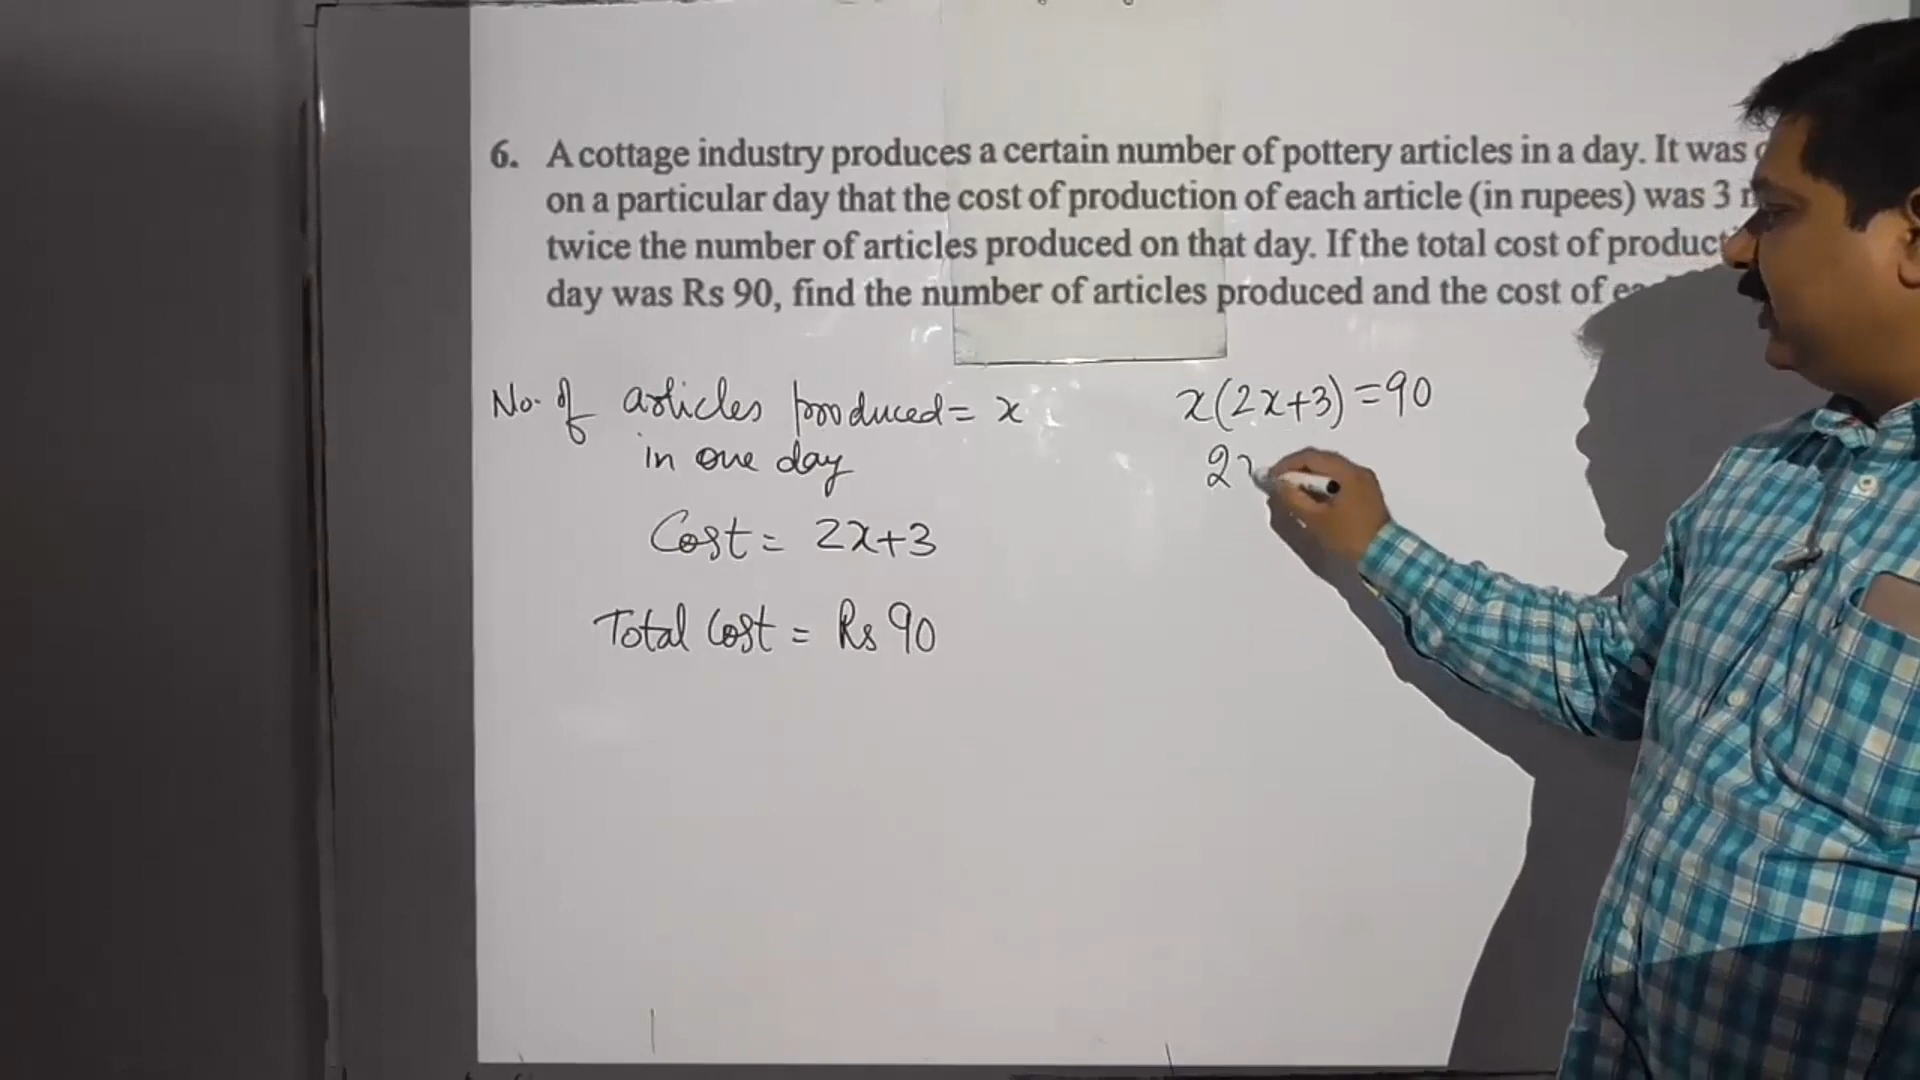 6. A cottage industry produces a certain number of pottery articles in a day. It was
on a particular day that the cost of production of each article (in rupees) was 3
twice the number of articles produced on that day. If the total cost of
day was Rs 90, find the number of articles produced and the cost of
No. of articles produced = x
in one day
Cost = 2x+3
Total Cost = Rs 90
x(2x+3) = 90
2x